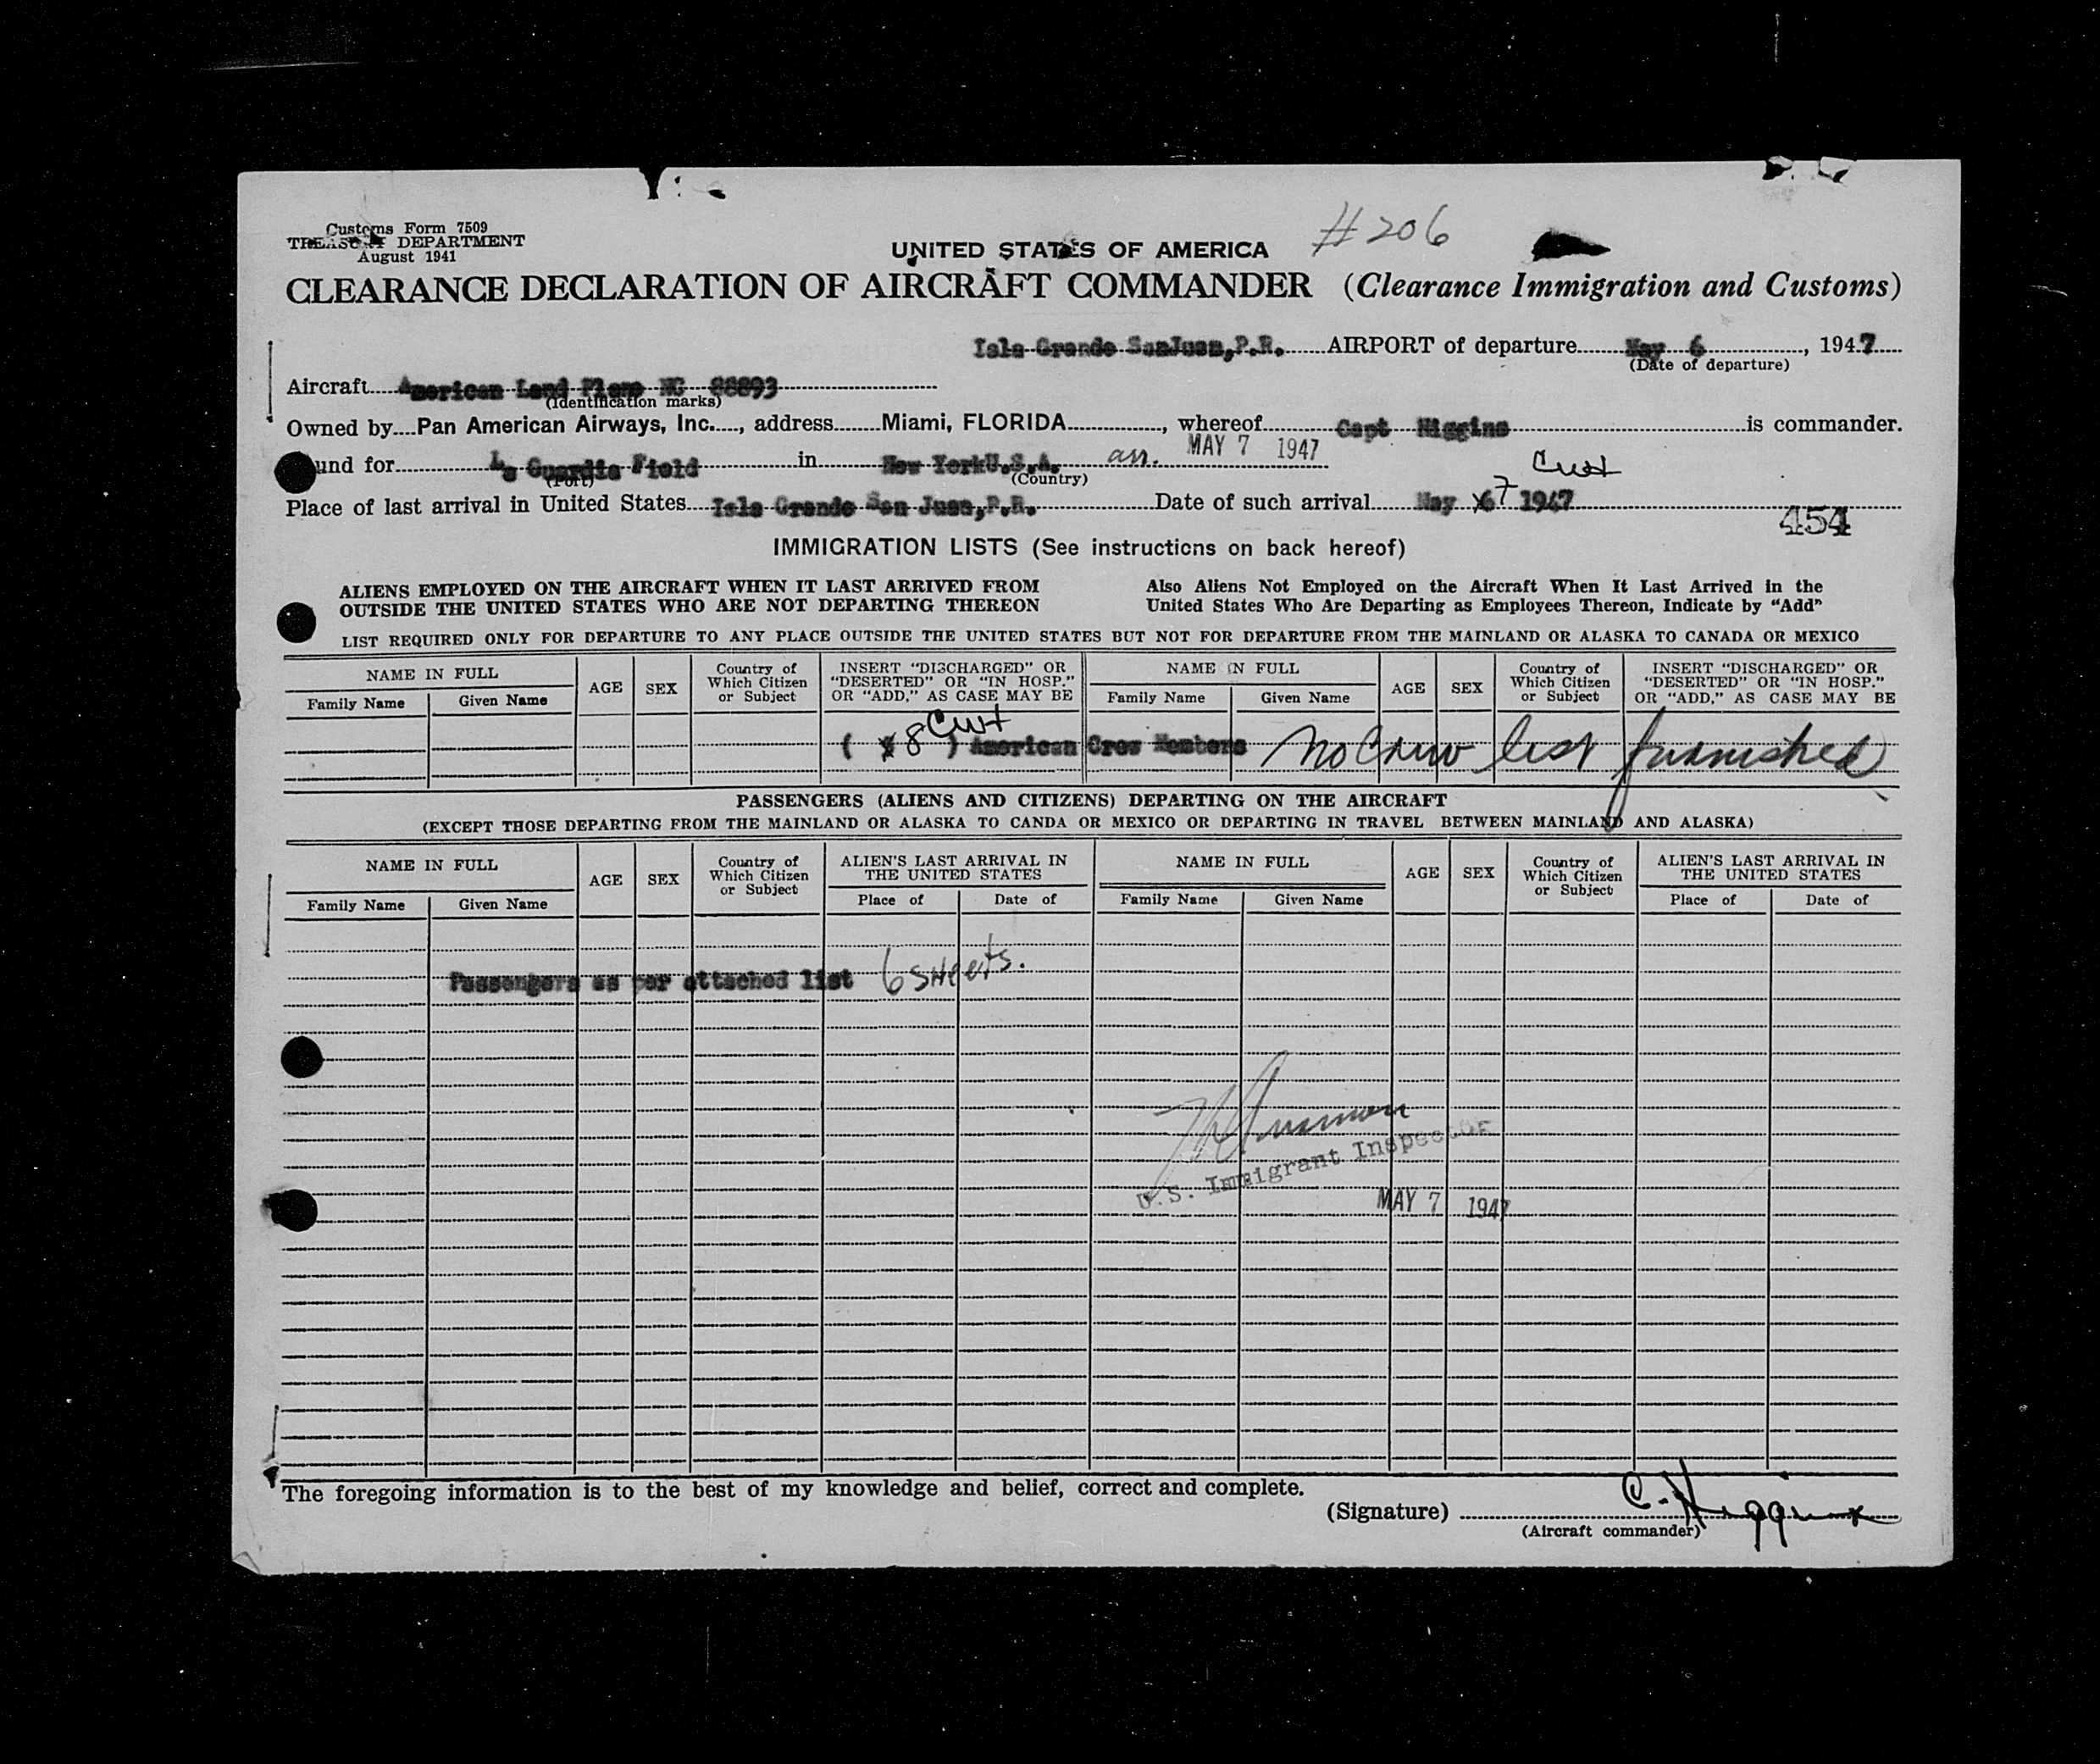 Customs Form 7509
TREASURY DEPARTMENT
August 1941
#206
UNITED STATES OF AMERICA
CLEARANCE DECLARATION OF AIRCRAFT COMMANDER (Clearance Immigration and Customs)
Isla Grande SanJuan,P.R. AIRPORT of departure May 6, 1947
(Date of departure)
Aircraft American Land Plane NC 88893
(Identification marks)
Owned by Pan American Airways, Inc., address Miami, FLORIDA, whereof Capt Higgins is commander.
und for La Guardia Field in New York U.S.A. arr. MAY 7 1947
(Port) (Country)
Place of last arrival in United States Isla Grande San Juan,P.R. Date of such arrival May 6 7 1947
454
IMMIGRATION LISTS (See instructions on back hereof)
ALIENS EMPLOYED ON THE AIRCRAFT WHEN IT LAST ARRIVED FROM
OUTSIDE THE UNITED STATES WHO ARE NOT DEPARTING THEREON
Also Aliens Not Employed on the Aircraft When It Last Arrived in the
United States Who Are Departing as Employees Thereon, Indicate by “Add”
LIST REQUIRED ONLY FOR DEPARTURE TO ANY PLACE OUTSIDE THE UNITED STATES BUT NOT FOR DEPARTURE FROM THE MAINLAND OR ALASKA TO CANADA OR MEXICO
NAME IN FULL
Family Name Given Name
AGE SEX
Country of
Which Citizen
or Subject
INSERT “DISCHARGED” OR
“DESERTED” OR “IN HOSP.”
OR “ADD,” AS CASE MAY BE
NAME IN FULL
Family Name Given Name
AGE SEX
Country of
Which Citizen
or Subject
INSERT “DISCHARGED” OR
“DESERTED” OR “IN HOSP.”
OR “ADD,” AS CASE MAY BE
( 8 ) American Crew Members No Crew list furnished
PASSENGERS (ALIENS AND CITIZENS) DEPARTING ON THE AIRCRAFT
(EXCEPT THOSE DEPARTING FROM THE MAINLAND OR ALASKA TO CANDA OR MEXICO OR DEPARTING IN TRAVEL BETWEEN MAINLAND AND ALASKA)
NAME IN FULL
Family Name Given Name
AGE SEX
Country of
Which Citizen
or Subject
ALIEN'S LAST ARRIVAL IN
THE UNITED STATES
Place of Date of
NAME IN FULL
Family Name Given Name
AGE SEX
Country of
Which Citizen
or Subject
ALIEN'S LAST ARRIVAL IN
THE UNITED STATES
Place of Date of
Passengers as per attached list 6 sheets.
U.S. Immigrant Inspector
MAY 7 1947
The foregoing information is to the best of my knowledge and belief, correct and complete.
(Signature) C. Higgins
(Aircraft commander)